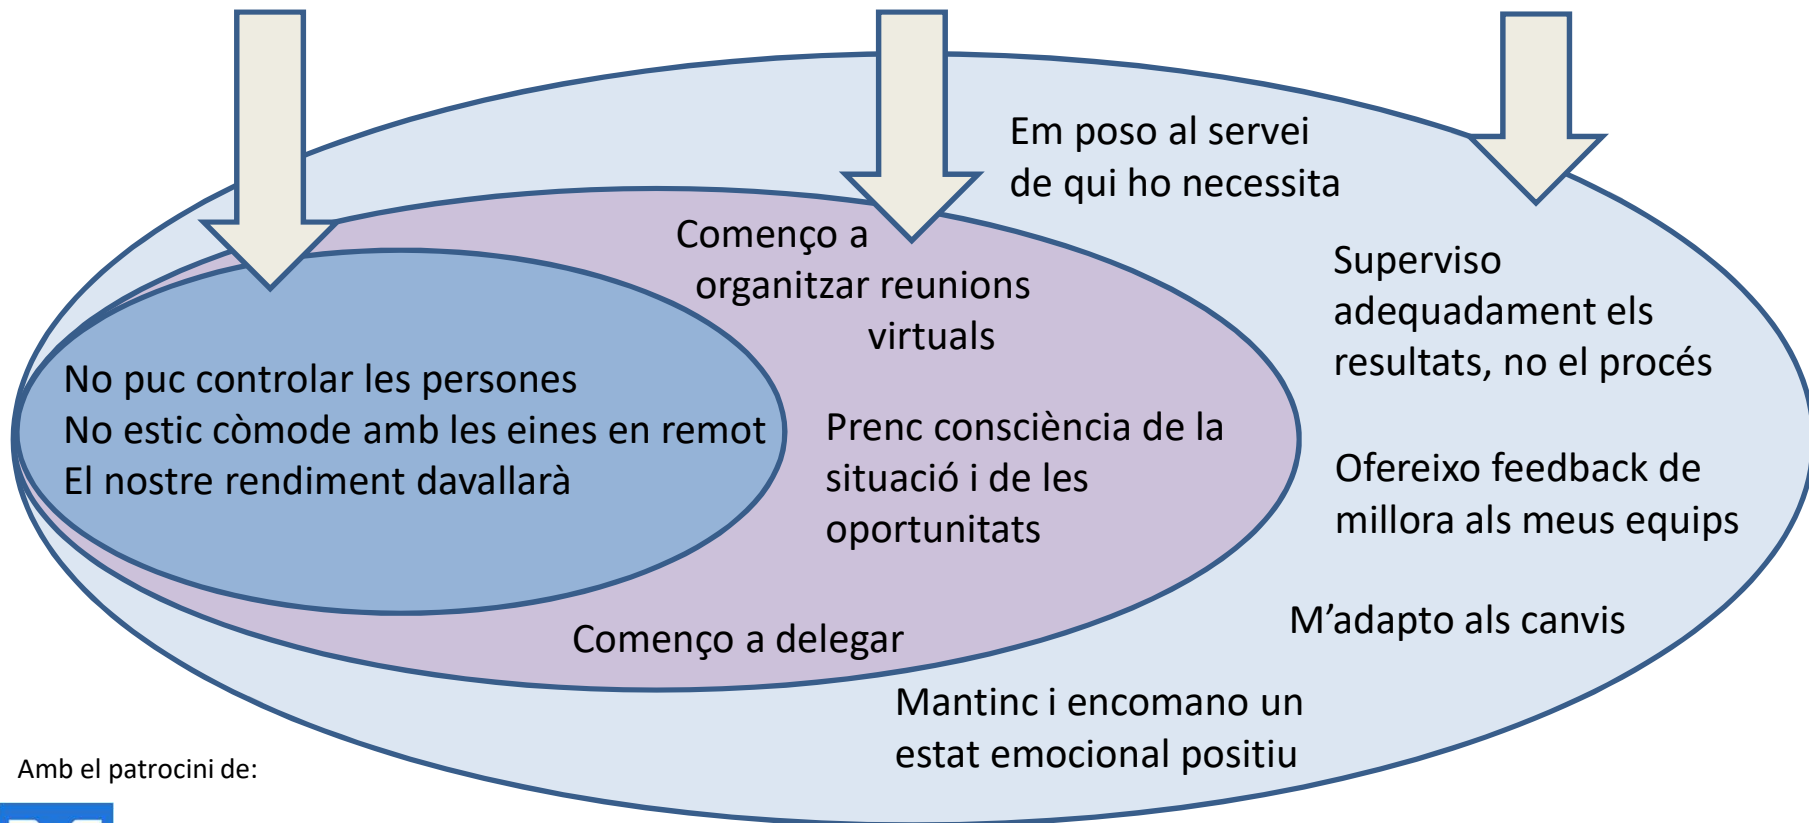 No puc controlar les persones
No estic còmode amb les eines en remot
El nostre rendiment davallarà
Començo a
organitzar reunions
virtuals
Prenc consciència de la
situació i de les
oportunitats
Començo a delegar
Em poso al servei
de qui ho necessita
Superviso
adequadament els
resultats, no el procés
Ofereixo feedback de
millora als meus equips
M’adapto als canvis
Mantinc i encomano un
estat emocional positiu
Amb el patrocini de: